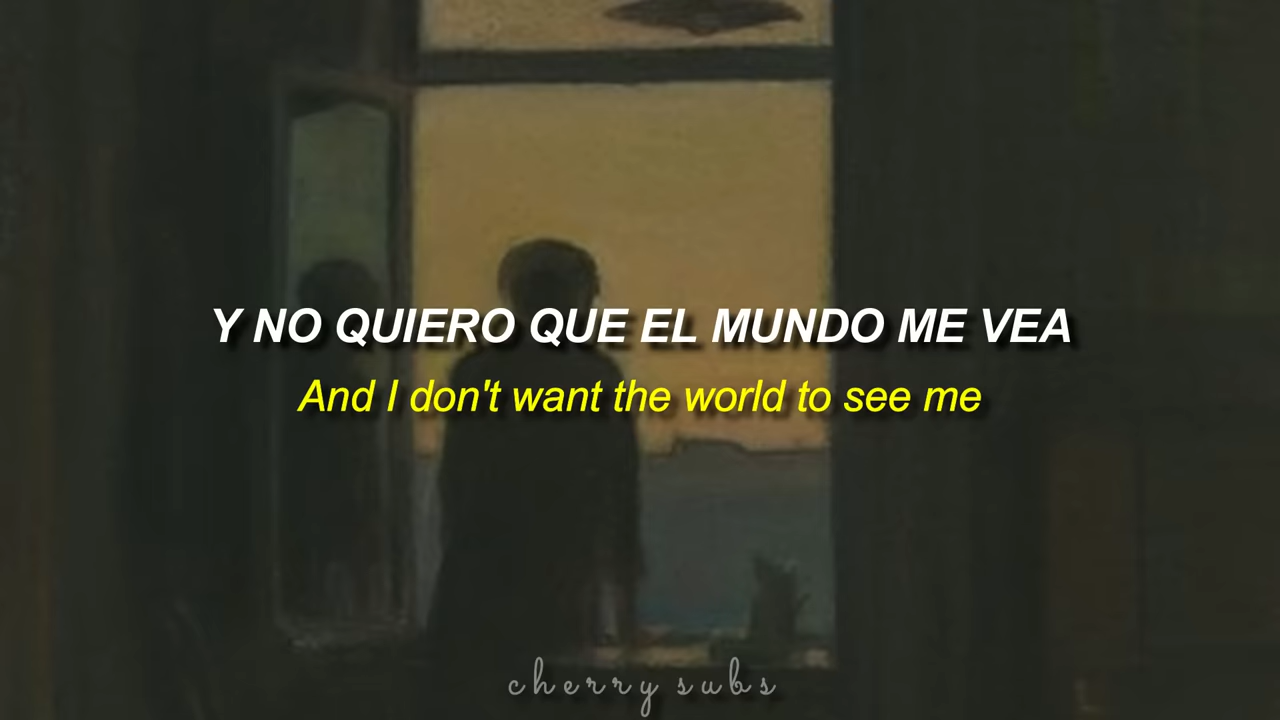 Y NO QUIERO QUE EL MUNDO ME VEA
And I don't want the world to see me
cherry subs